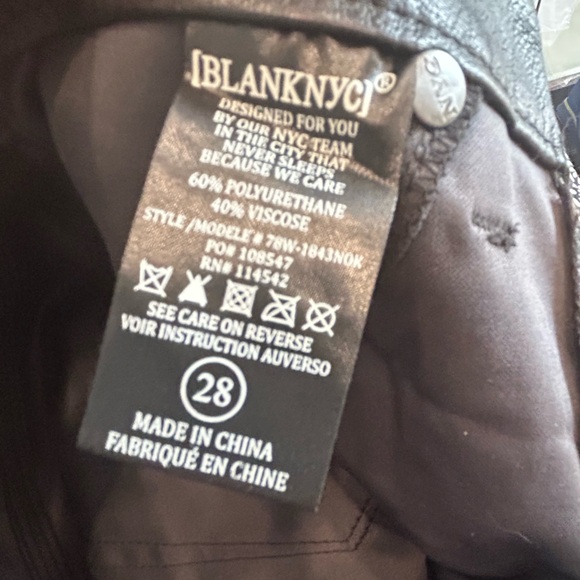 [BLANKNYC]®
DESIGNED FOR YOU
BY OUR NYC TEAM
IN THE CITY THAT
NEVER SLEEPS
BECAUSE WE CARE
60% POLYURETHANE
40% VISCOSE
STYLE /MODELE # 78W-1843NOK
PO# 108547
RN# 114542
SEE CARE ON REVERSE
VOIR INSTRUCTION AUVERSO
28
MADE IN CHINA
FABRIQUÉ EN CHINE